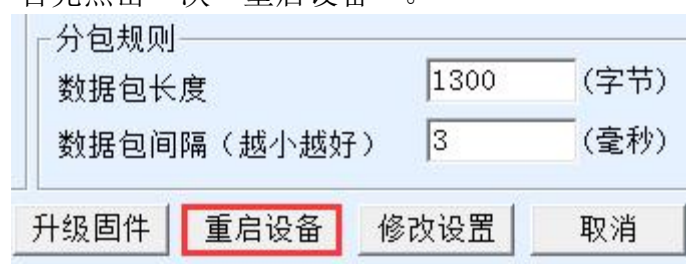 分包规则
数据包长度 1300 (字节)
数据包间隔（越小越好） 3 (毫秒)
升级固件 重启设备 修改设置 取消